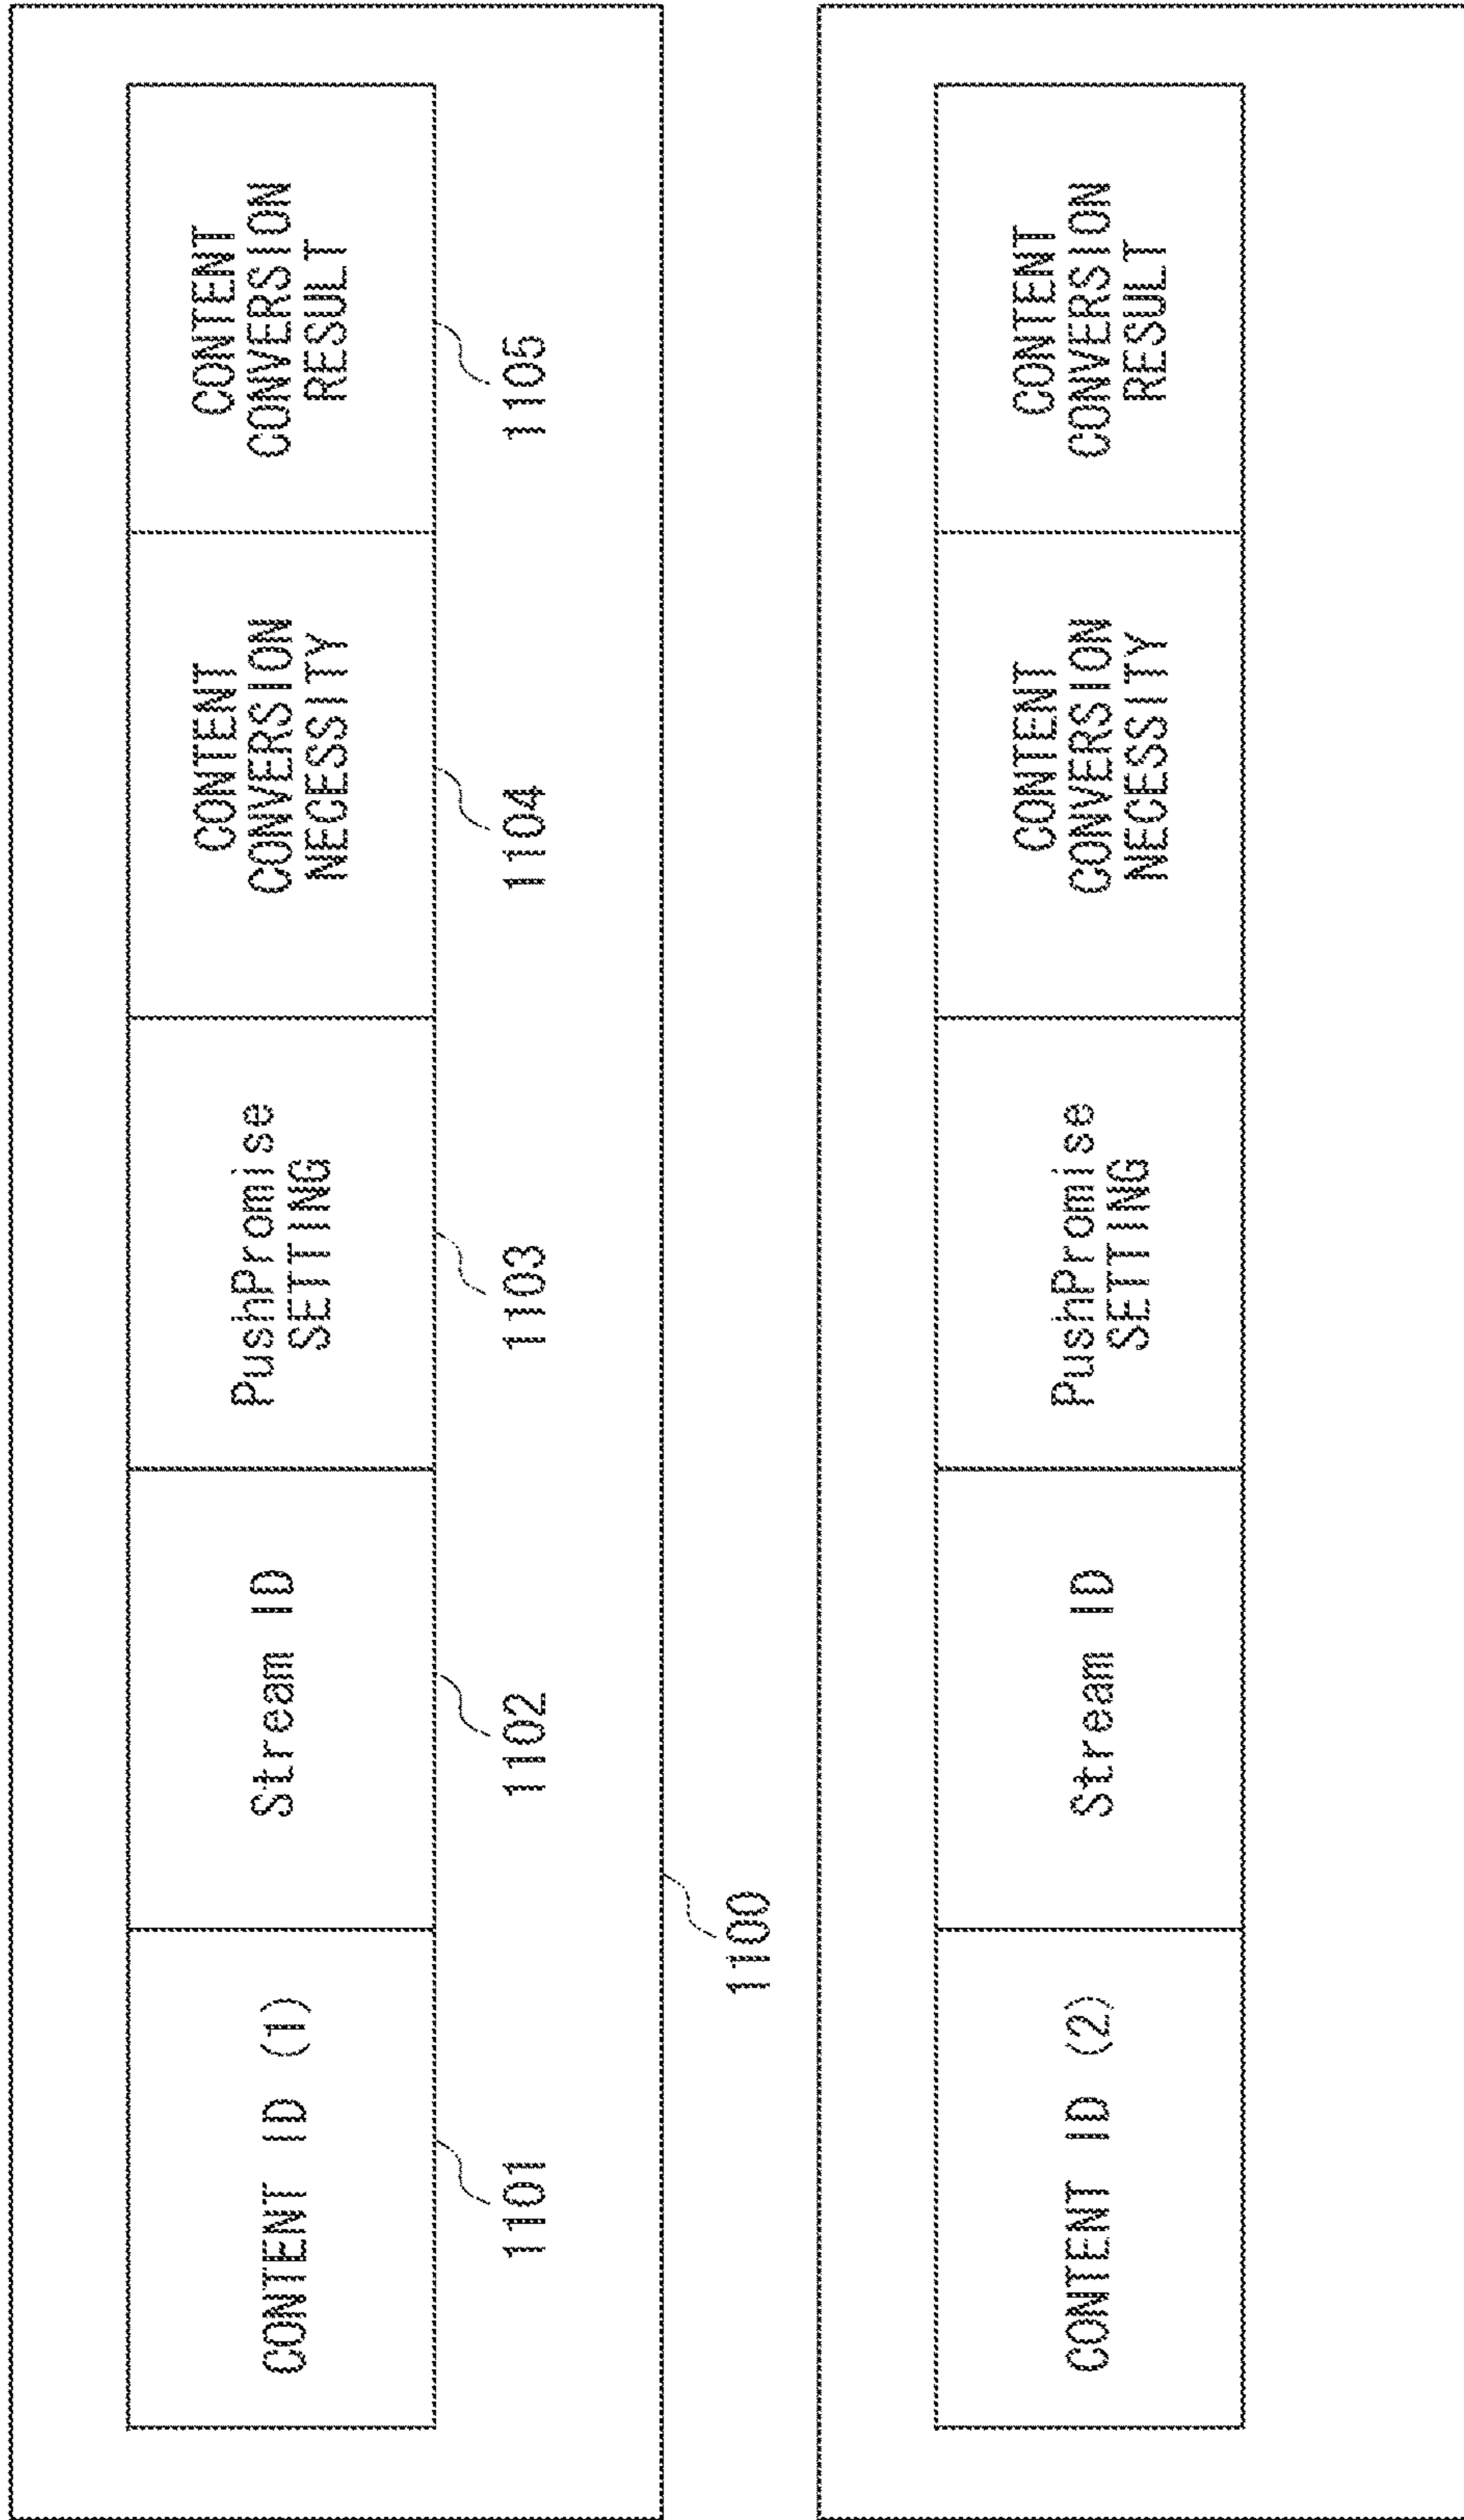 CONTENT ID (1)
Stream ID
PushPromise
SETTING
CONTENT
CONVERSION
NECESSITY
CONTENT
CONVERSION
RESULT
1101
1102
1103
1104
1105
1100
CONTENT ID (2)
Stream ID
PushPromise
SETTING
CONTENT
CONVERSION
NECESSITY
CONTENT
CONVERSION
RESULT